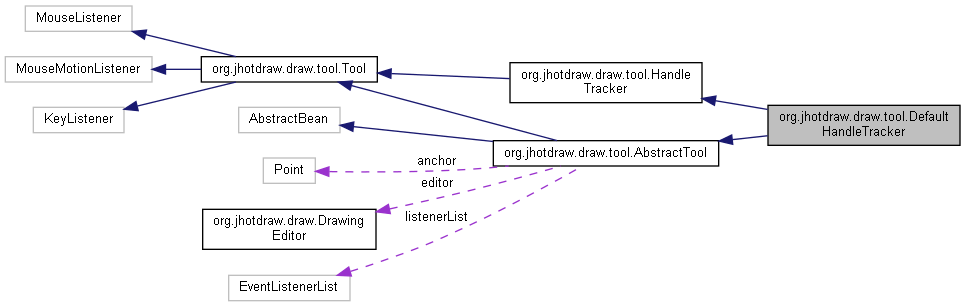 MouseListener
MouseMotionListener
KeyListener
org.jhotdraw.draw.tool.Tool
AbstractBean
Point
org.jhotdraw.draw.Drawing
Editor
EventListenerList
anchor
editor
listenerList
org.jhotdraw.draw.tool.Handle
Tracker
org.jhotdraw.draw.tool.AbstractTool
org.jhotdraw.draw.tool.Default
HandleTracker